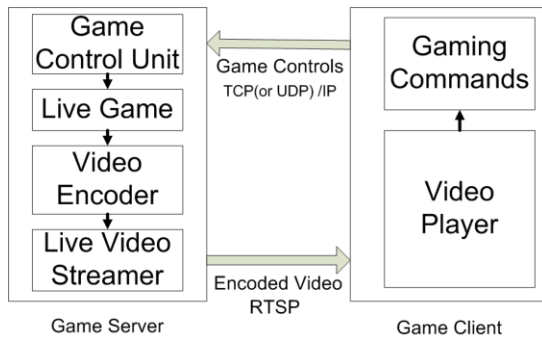 Game
Control Unit
Live Game
Video
Encoder
Live Video
Streamer
Game Server
Game Controls
TCP(or UDP) /IP
Encoded Video
RTSP
Gaming
Commands
Video
Player
Game Client